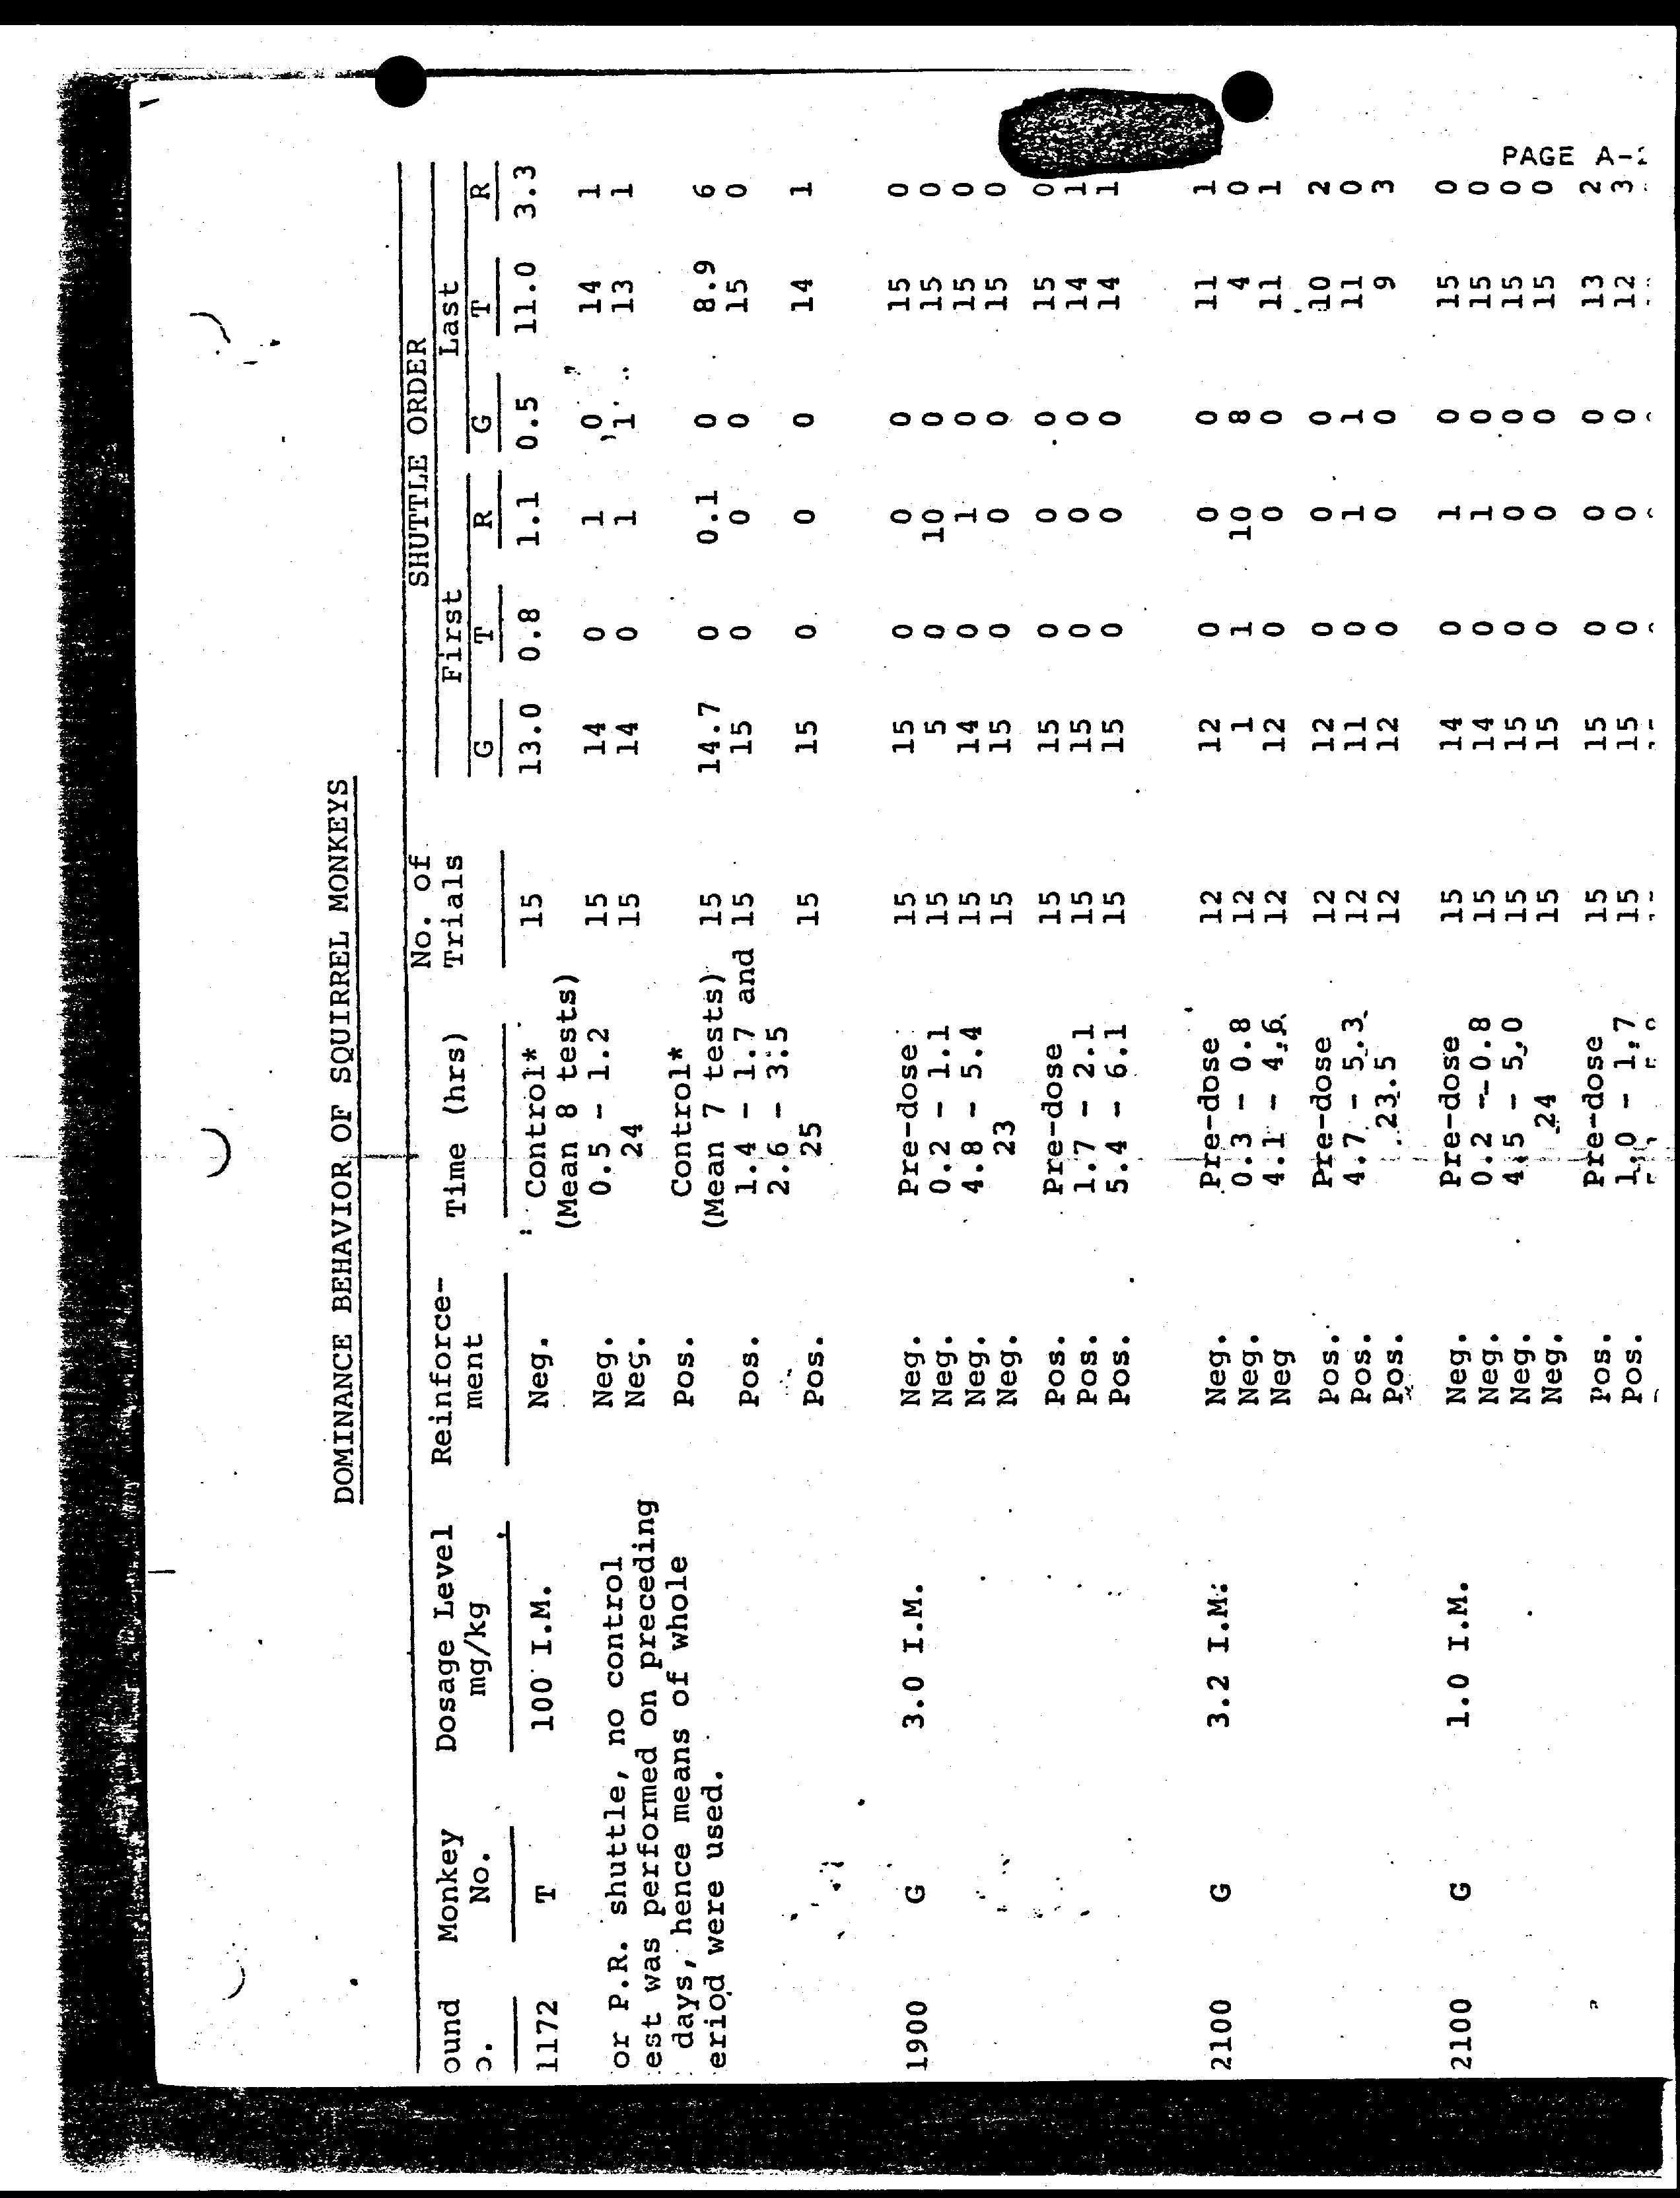 PAGE A-
DOMINANCE BEHAVIOR OF SQUIRREL MONKEYS
SHUTTLE ORDER
No. of First Last
ound Monkey Dosage Level Reinforce- Time (hrs) Trials
No. mg/kg ment G T R G T R
1172 T 100 I.M. Neg. Control* 15 13.0 0.8 1.1 0.5 11.0 3.3
(Mean 8 tests)
Neg. 0.5 - 1.2 15 14 0 1 0 14 1
or P.R. shuttle, no control Neg. 24 15 14 0 1 1 13 1
est was performed on preceding
days, hence means of whole Pos. Control* 15 14.7 0 0.1 0 8.9 6
eriod were used. (Mean 7 tests)
Pos. 1.4 - 1.7 and 15 15 0 0 0 15 0
2.6 - 3.5
Pos. 25 15 15 0 0 0 14 1
1900 G 3.0 I.M. Neg. Pre-dose 15 15 0 0 0 15 0
Neg. 0.2 - 1.1 15 5 0 10 0 15 0
Neg. 4.8 - 5.4 15 14 0 1 0 15 0
Neg. 23 15 15 0 0 0 15 0
Pos. Pre-dose 15 15 0 0 0 15 0
Pos. 1.7 - 2.1 15 15 0 0 0 14 1
Pos. 5.4 - 6.1 15 15 0 0 0 14 1
2100 G 3.2 I.M. Neg. Pre-dose 12 12 0 0 0 11 1
Neg. 0.3 - 0.8 12 1 1 10 8 4 0
Neg 4.1 - 4.6 12 12 0 0 0 11 1
Pos. Pre-dose 12 12 0 0 0 10 2
Pos. 4.7 - 5.3 12 11 0 1 1 11 0
Pos. 23.5 12 12 0 0 0 9 3
2100 G 1.0 I.M. Neg. Pre-dose 15 14 0 1 0 15 0
Neg. 0.2 - 0.8 15 14 0 1 0 15 0
Neg. 4.5 - 5.0 15 15 0 0 0 15 0
Neg. 24 15 15 0 0 0 15 0
Pos. Pre-dose 15 15 0 0 0 13 2
Pos. 1.0 - 1.7 15 15 0 0 0 12 3